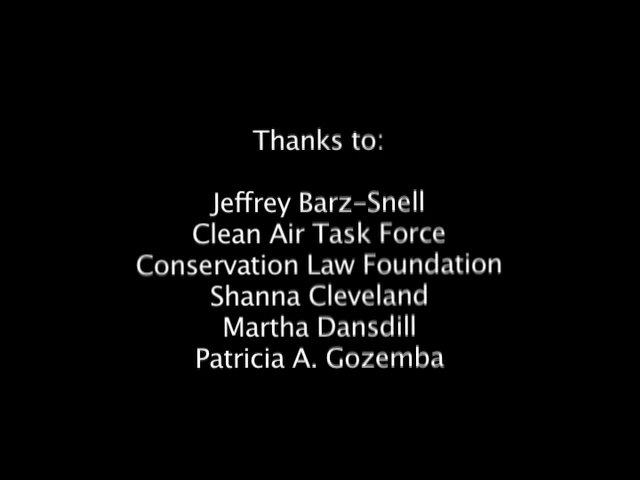 Thanks to:
Jeffrey Barz-Snell
Clean Air Task Force
Conservation Law Foundation
Shanna Cleveland
Martha Dansdill
Patricia A. Gozemba